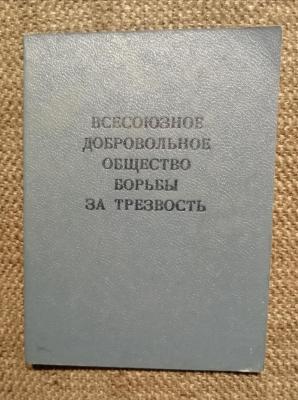 ВСЕСОЮЗНОЕ
ДОБРОВОЛЬНОЕ
ОБЩЕСТВО
БОРЬБЫ
ЗА ТРЕЗВОСТЬ